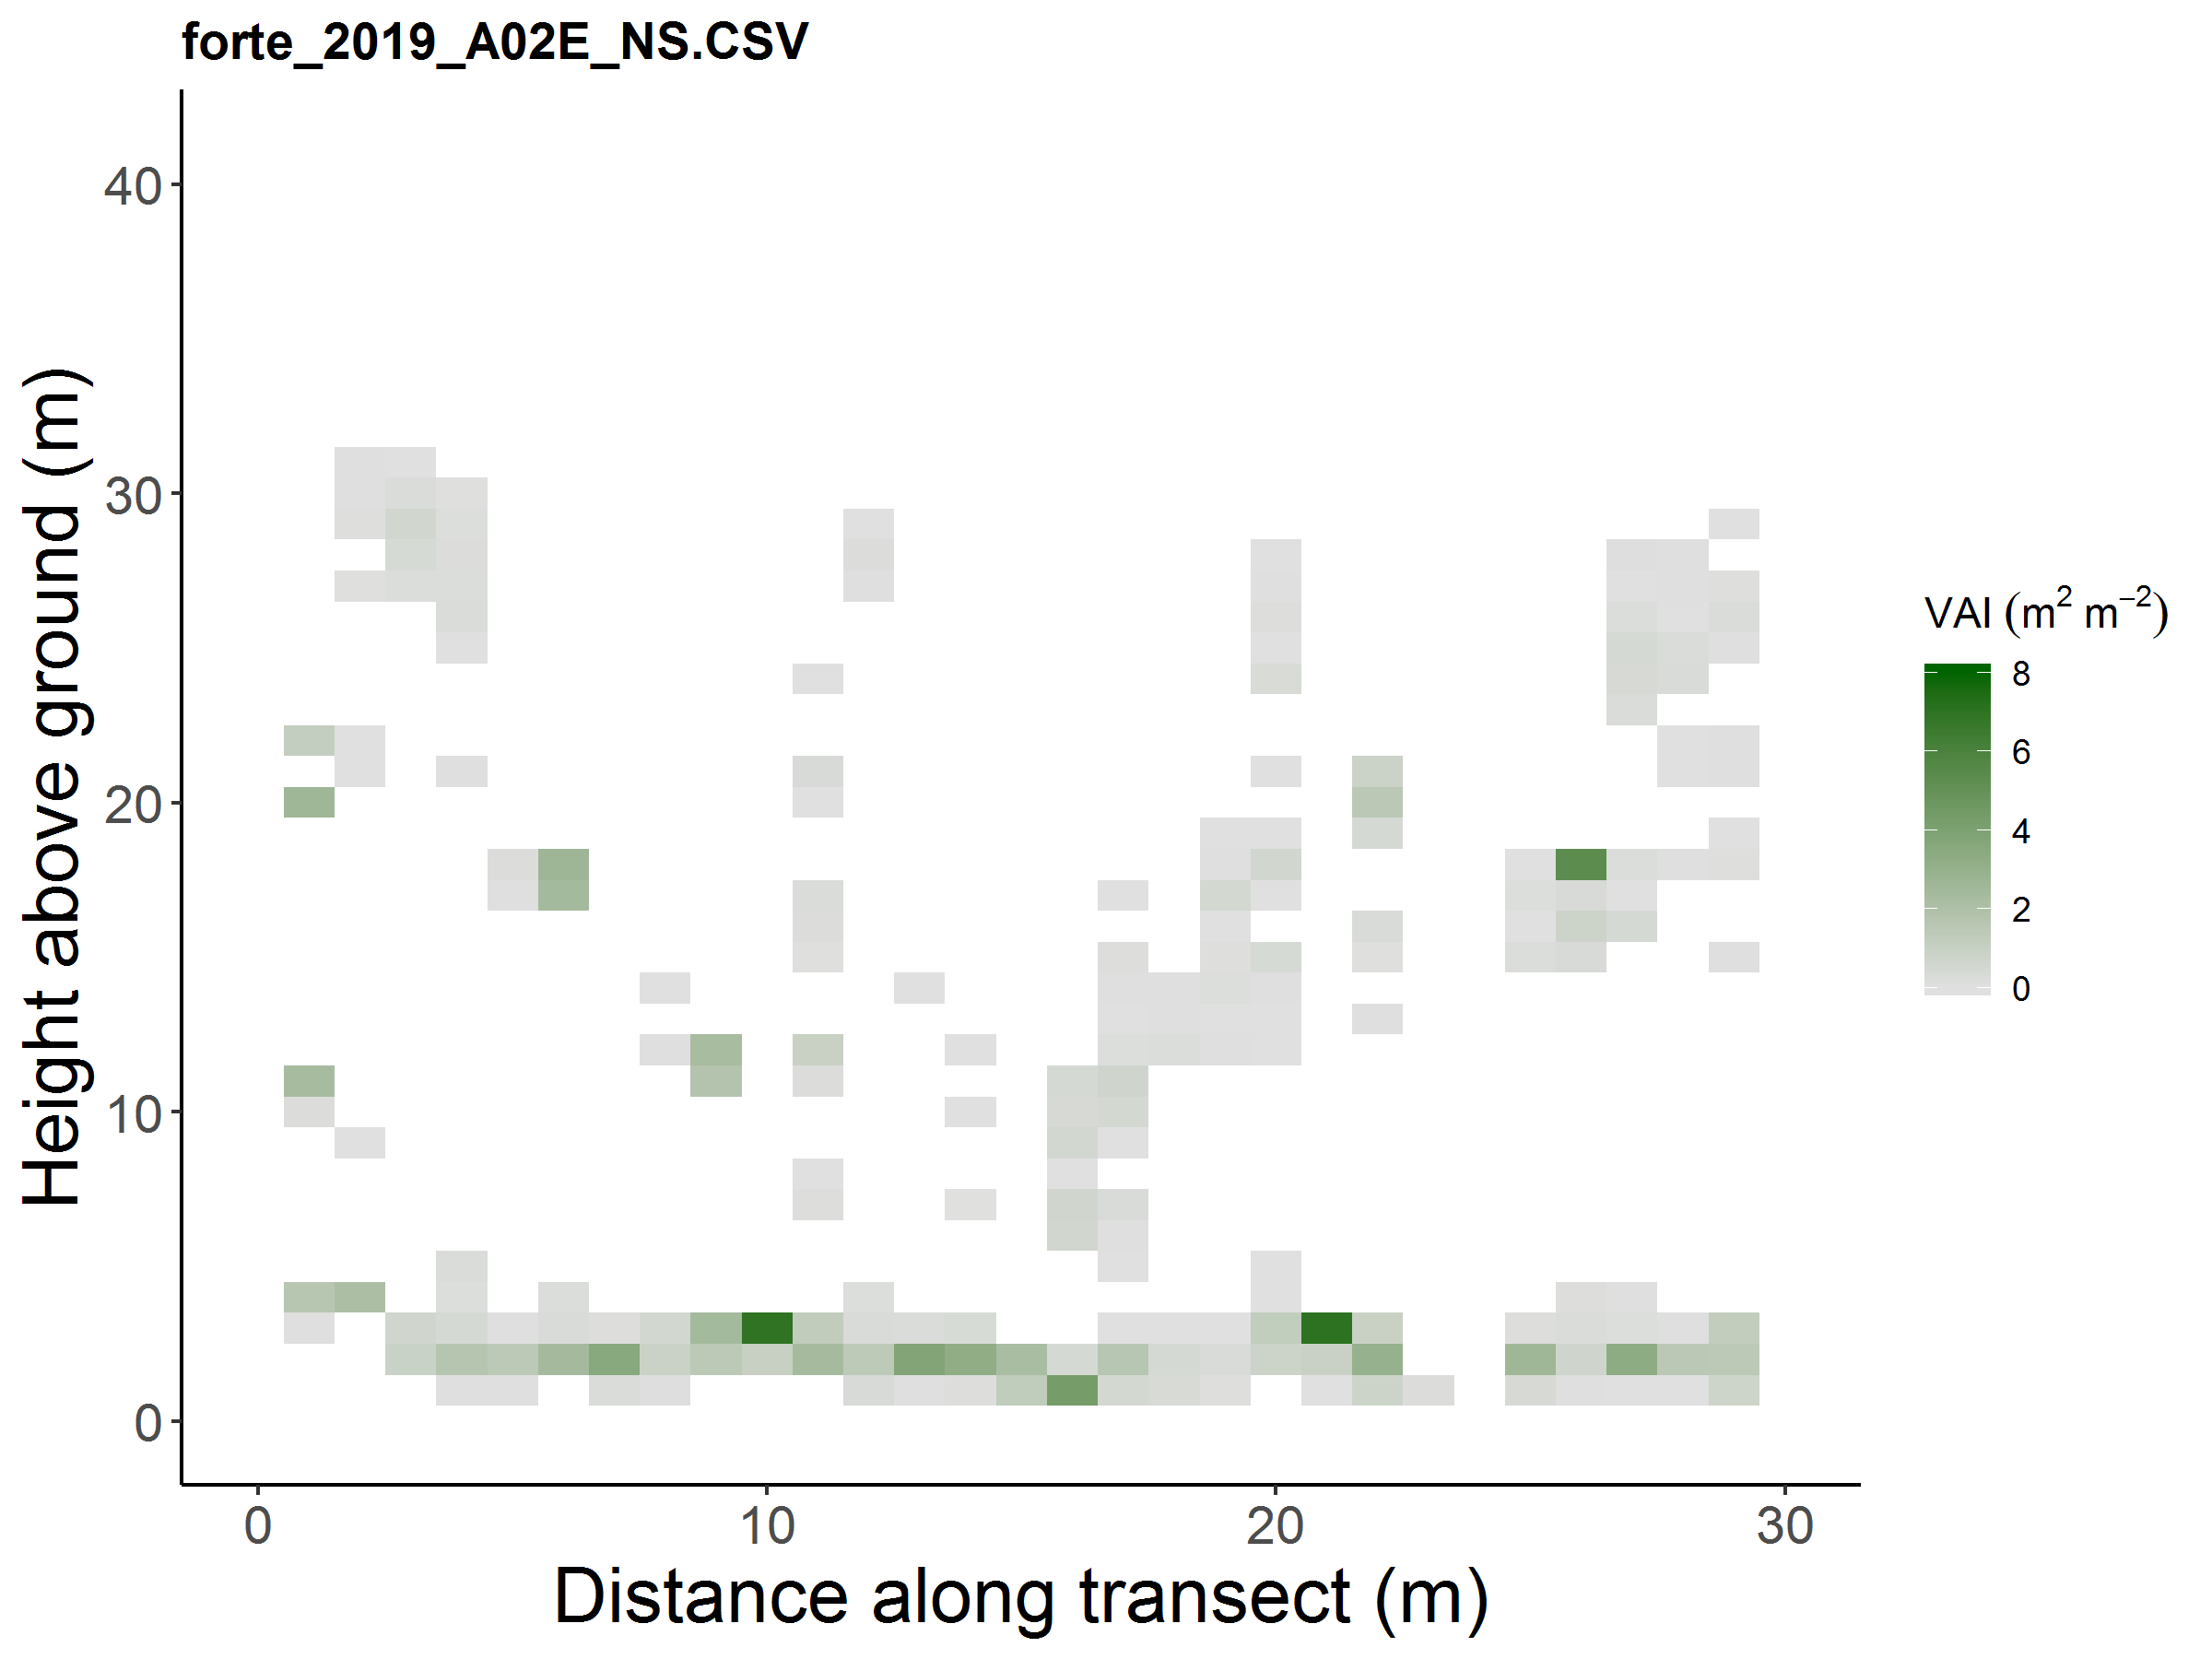 forte_2019_A02E_NS.CSV
Height above ground (m)
40
30
20
10
0
0 10 20 30
Distance along transect (m)
VAI (m² m⁻²)
8
6
4
2
0